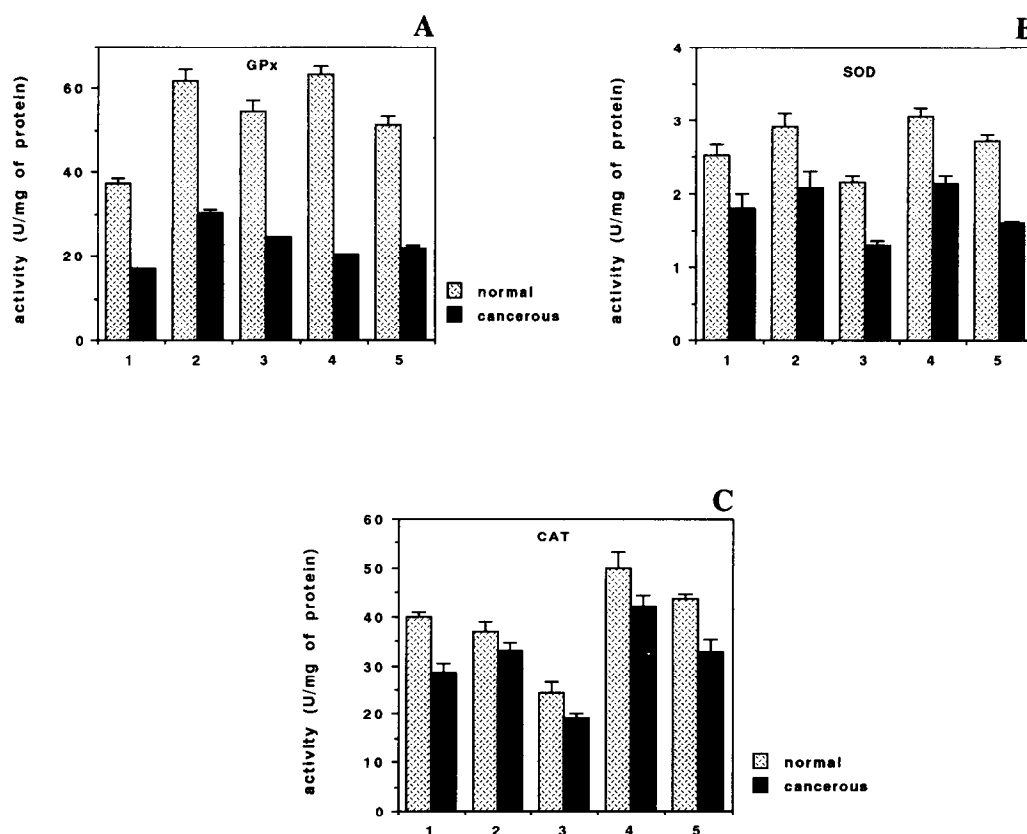 A
GPx
activity (U/mg of protein)
60
40
20
0
1 2 3 4 5
normal
cancerous
SOD
activity (U/mg of protein)
4
3
2
1
0
1 2 3 4 5
C
CAT
activity (U/mg of protein)
60
50
40
30
20
10
0
1 2 3 4 5
normal
cancerous